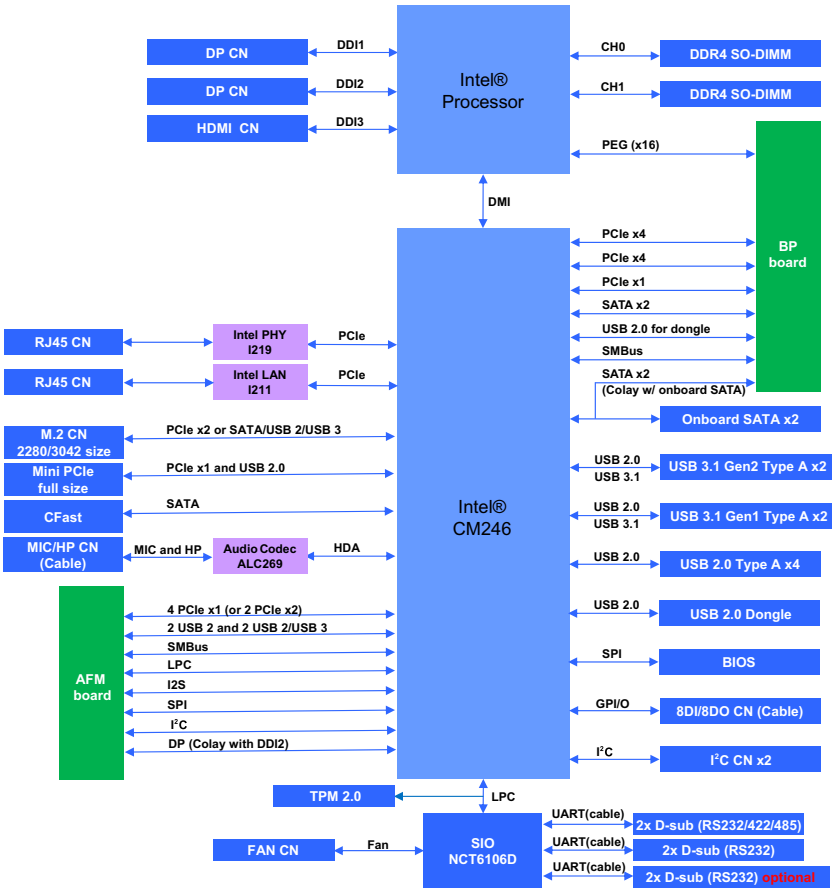 DP CN
DDI1
DP CN
DDI2
HDMI CN
DDI3
Intel®
Processor
CH0
DDR4 SO-DIMM
CH1
DDR4 SO-DIMM
PEG (x16)
DMI
BP
board
PCIe x4
PCIe x4
PCIe x1
SATA x2
USB 2.0 for dongle
SMBus
SATA x2
(Colay w/ onboard SATA)
Onboard SATA x2
RJ45 CN
Intel PHY
I219
PCIe
RJ45 CN
Intel LAN
I211
PCIe
M.2 CN
2280/3042 size
PCIe x2 or SATA/USB 2/USB 3
Mini PCIe
full size
PCIe x1 and USB 2.0
CFast
SATA
MIC/HP CN
(Cable)
MIC and HP
Audio Codec
ALC269
HDA
Intel®
CM246
USB 2.0
USB 3.1
USB 3.1 Gen2 Type A x2
USB 2.0
USB 3.1
USB 3.1 Gen1 Type A x2
USB 2.0
USB 2.0 Type A x4
USB 2.0
USB 2.0 Dongle
SPI
BIOS
GPI/O
8DI/8DO CN (Cable)
I²C
I²C CN x2
AFM
board
4 PCIe x1 (or 2 PCIe x2)
2 USB 2 and 2 USB 2/USB 3
SMBus
LPC
I2S
SPI
I²C
DP (Colay with DDI2)
TPM 2.0
LPC
FAN CN
Fan
SIO
NCT6106D
UART(cable)
2x D-sub (RS232/422/485)
UART(cable)
2x D-sub (RS232)
UART(cable)
2x D-sub (RS232) optional